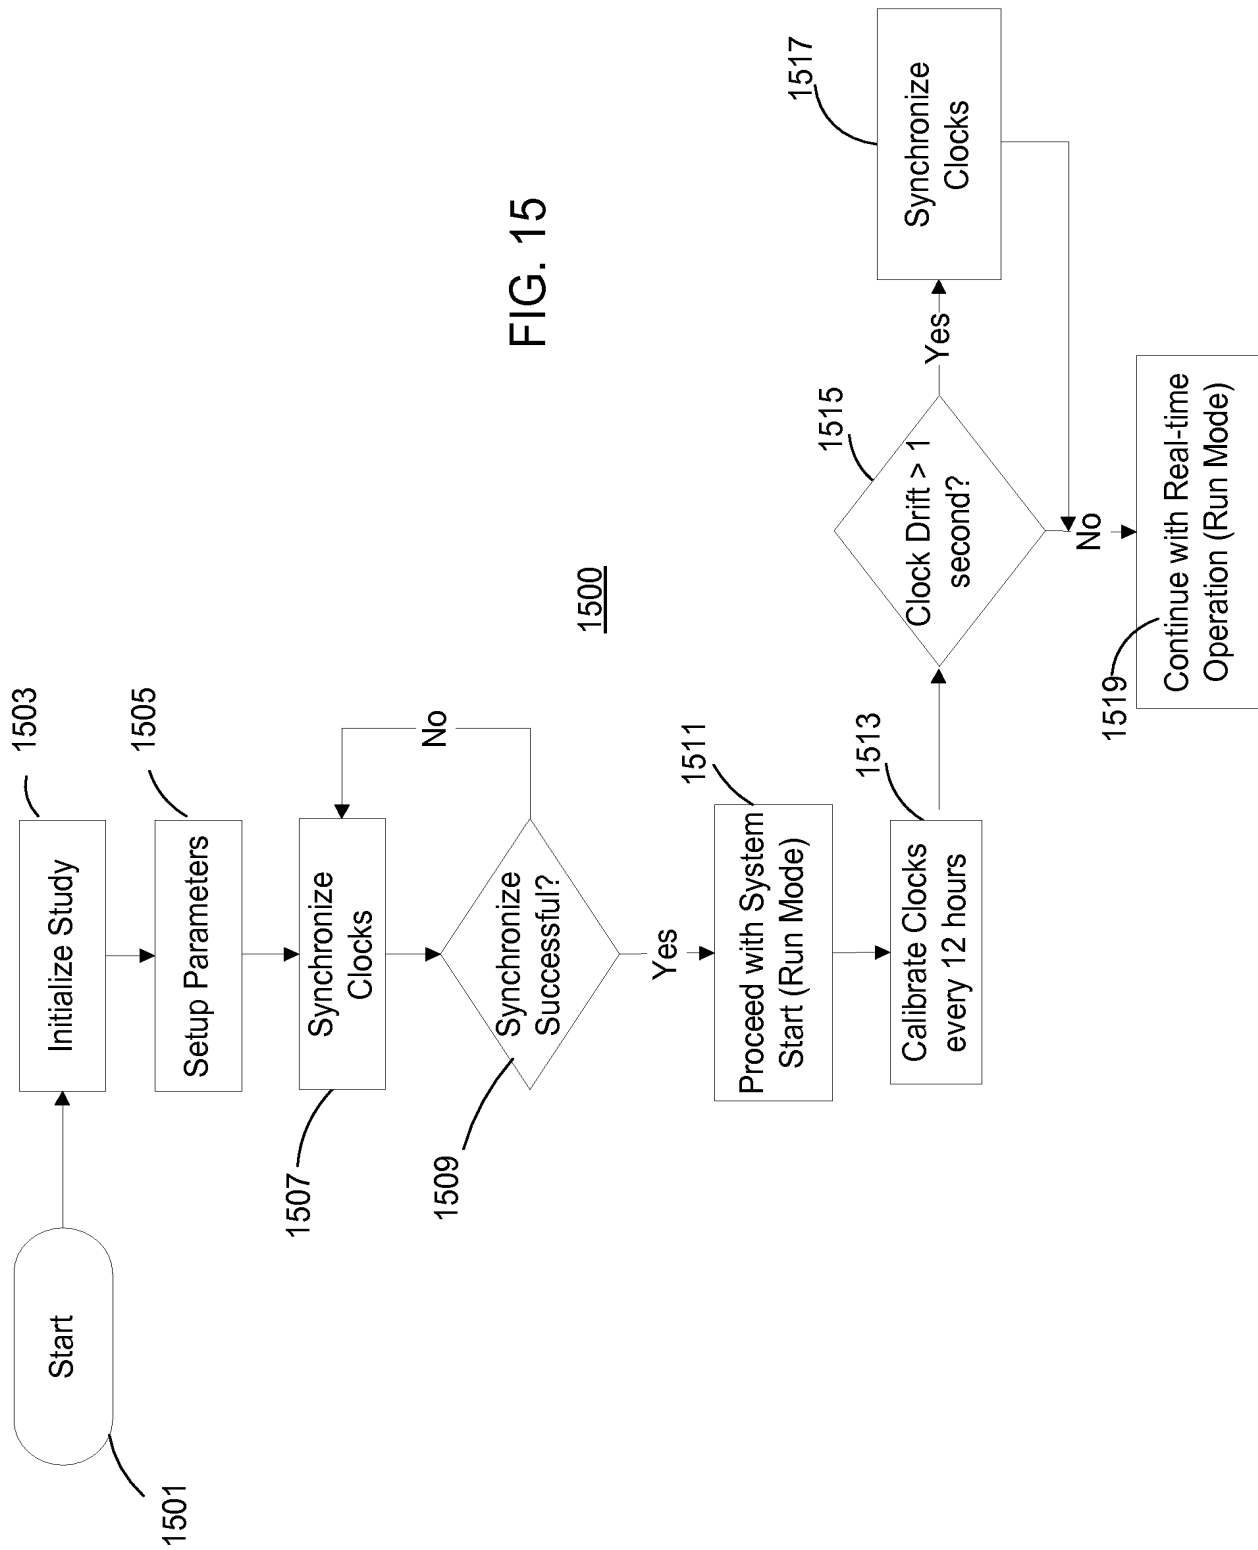 Start
1501
Initialize Study
1503
Setup Parameters
1505
Synchronize
Clocks
1507
Synchronize
Successful?
1509
No
Yes
Proceed with System
Start (Run Mode)
1511
Calibrate Clocks
every 12 hours
1513
1500
FIG. 15
Clock Drift > 1
second?
1515
Yes
Synchronize
Clocks
1517
No
Continue with Real-time
Operation (Run Mode)
1519